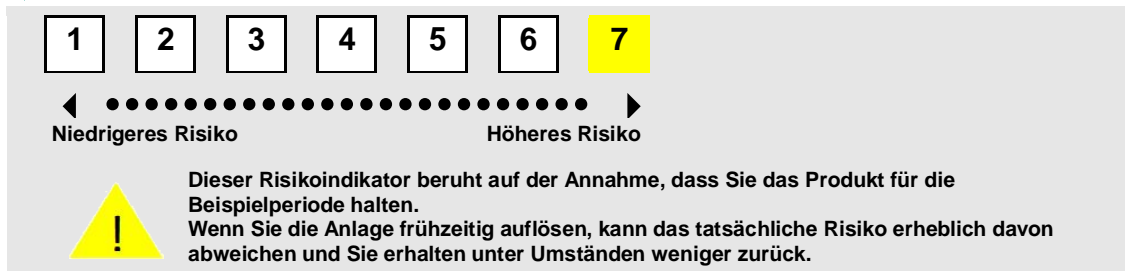 1 2 3 4 5 6 7
Niedrigeres Risiko Höheres Risiko
Dieser Risikoindikator beruht auf der Annahme, dass Sie das Produkt für die
Beispielperiode halten.
! Wenn Sie die Anlage frühzeitig auflösen, kann das tatsächliche Risiko erheblich davon
abweichen und Sie erhalten unter Umständen weniger zurück.